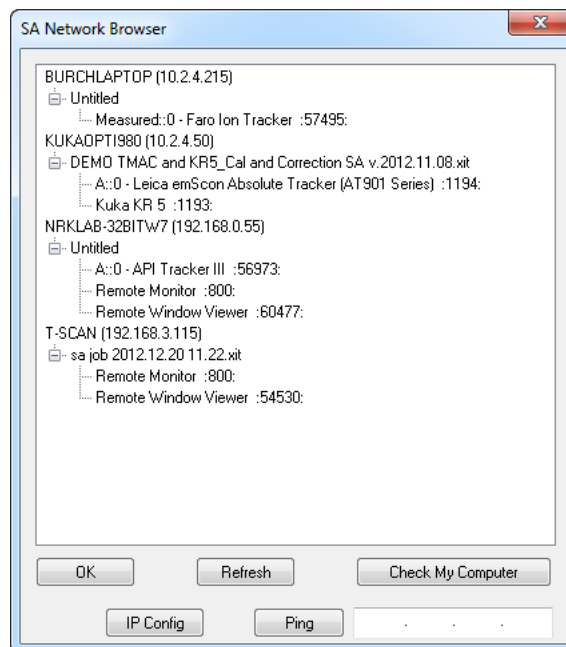 SA Network Browser
BURCHLAPTOP (10.2.4.215)
Untitled
Measured::0 - Faro Ion Tracker :57495:
KUKAOPTI980 (10.2.4.50)
DEMO TMAC and KR5_Cal and Correction SA v.2012.11.08.xit
A::0 - Leica emScon Absolute Tracker (AT901 Series) :1194:
Kuka KR 5 :1193:
NRKLAB-32BITW7 (192.168.0.55)
Untitled
A::0 - API Tracker III :56973:
Remote Monitor :800:
Remote Window Viewer :60477:
T-SCAN (192.168.3.115)
sa job 2012.12.20 11.22.xit
Remote Monitor :800:
Remote Window Viewer :54530:
OK Refresh Check My Computer
IP Config Ping . . .